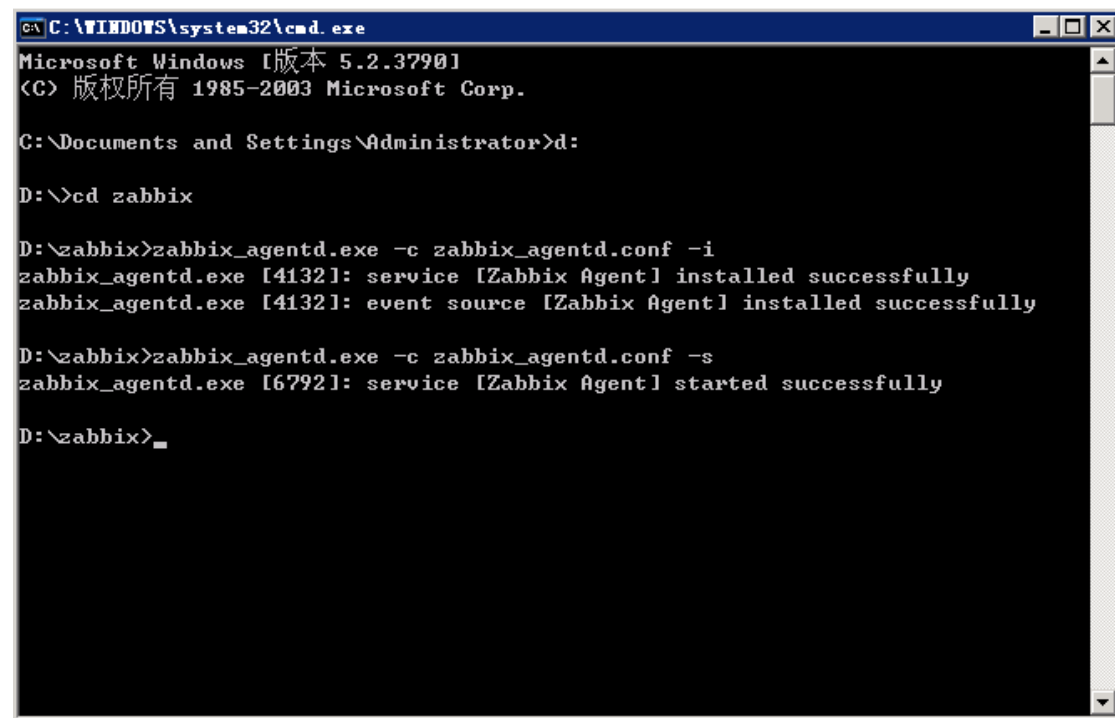 C:\WINDOWS\system32\cmd.exe
Microsoft Windows [版本 5.2.3790]
(C) 版权所有 1985-2003 Microsoft Corp.
C:\Documents and Settings\Administrator>d:
D:\>cd zabbix
D:\zabbix>zabbix_agentd.exe -c zabbix_agentd.conf -i
zabbix_agentd.exe [4132]: service [Zabbix Agent] installed successfully
zabbix_agentd.exe [4132]: event source [Zabbix Agent] installed successfully
D:\zabbix>zabbix_agentd.exe -c zabbix_agentd.conf -s
zabbix_agentd.exe [6792]: service [Zabbix Agent] started successfully
D:\zabbix>_